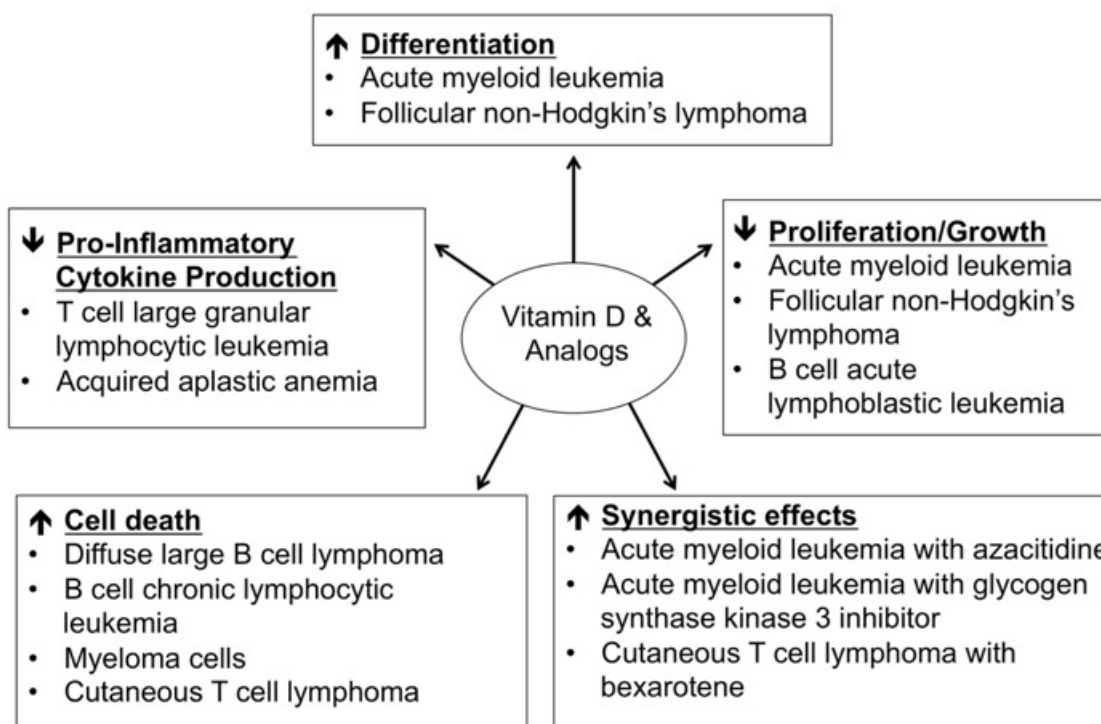 ↑ Differentiation
• Acute myeloid leukemia
• Follicular non-Hodgkin's lymphoma
↓ Pro-Inflammatory
Cytokine Production
• T cell large granular
lymphocytic leukemia
• Acquired aplastic anemia
Vitamin D &
Analogs
↓ Proliferation/Growth
• Acute myeloid leukemia
• Follicular non-Hodgkin's
lymphoma
• B cell acute
lymphoblastic leukemia
↑ Cell death
• Diffuse large B cell lymphoma
• B cell chronic lymphocytic
leukemia
• Myeloma cells
• Cutaneous T cell lymphoma
↑ Synergistic effects
• Acute myeloid leukemia with azacitidine
• Acute myeloid leukemia with glycogen
synthase kinase 3 inhibitor
• Cutaneous T cell lymphoma with
bexarotene